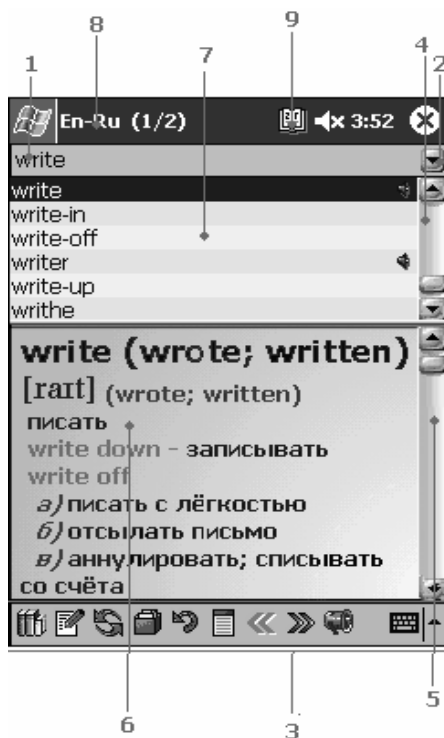 8
9
1
7
4
2
En-Ru (1/2) 3:52
write
write
write-in
write-off
writer
write-up
writhe
write (wrote; written)
[raɪt] (wrote; written)
писать
write down - записывать
write off
а) писать с лёгкостью
б) отсылать письмо
в) аннулировать; списывать
со счёта
6
3
5